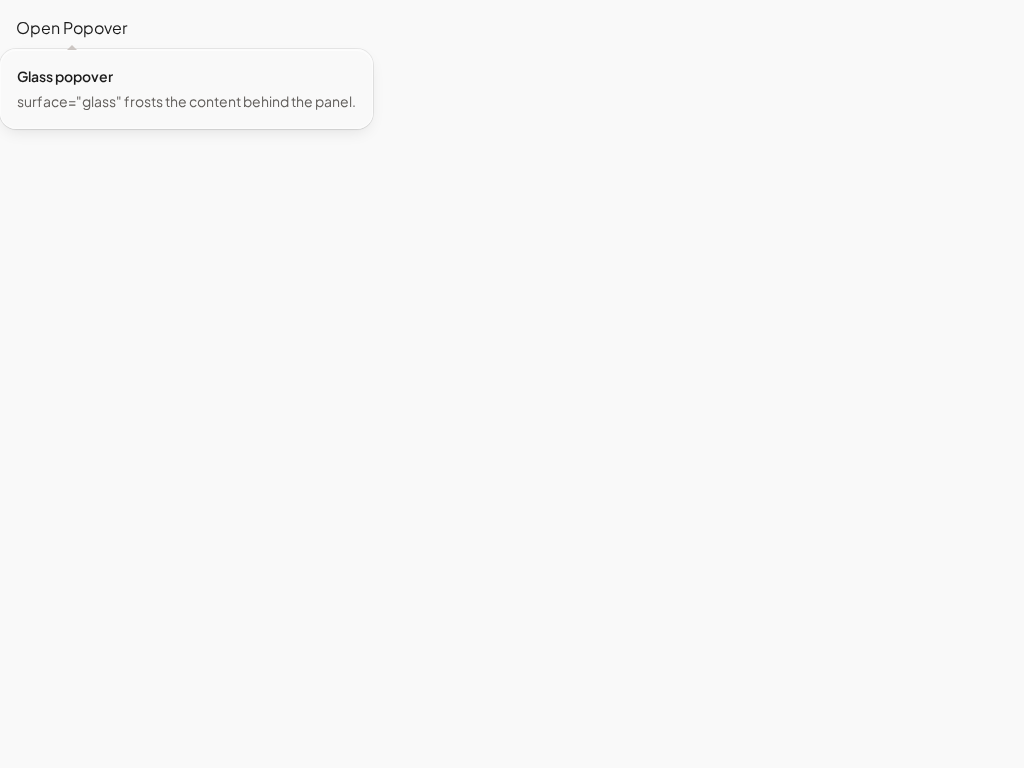 Open Popover
Glass popover
surface="glass" frosts the content behind the panel.